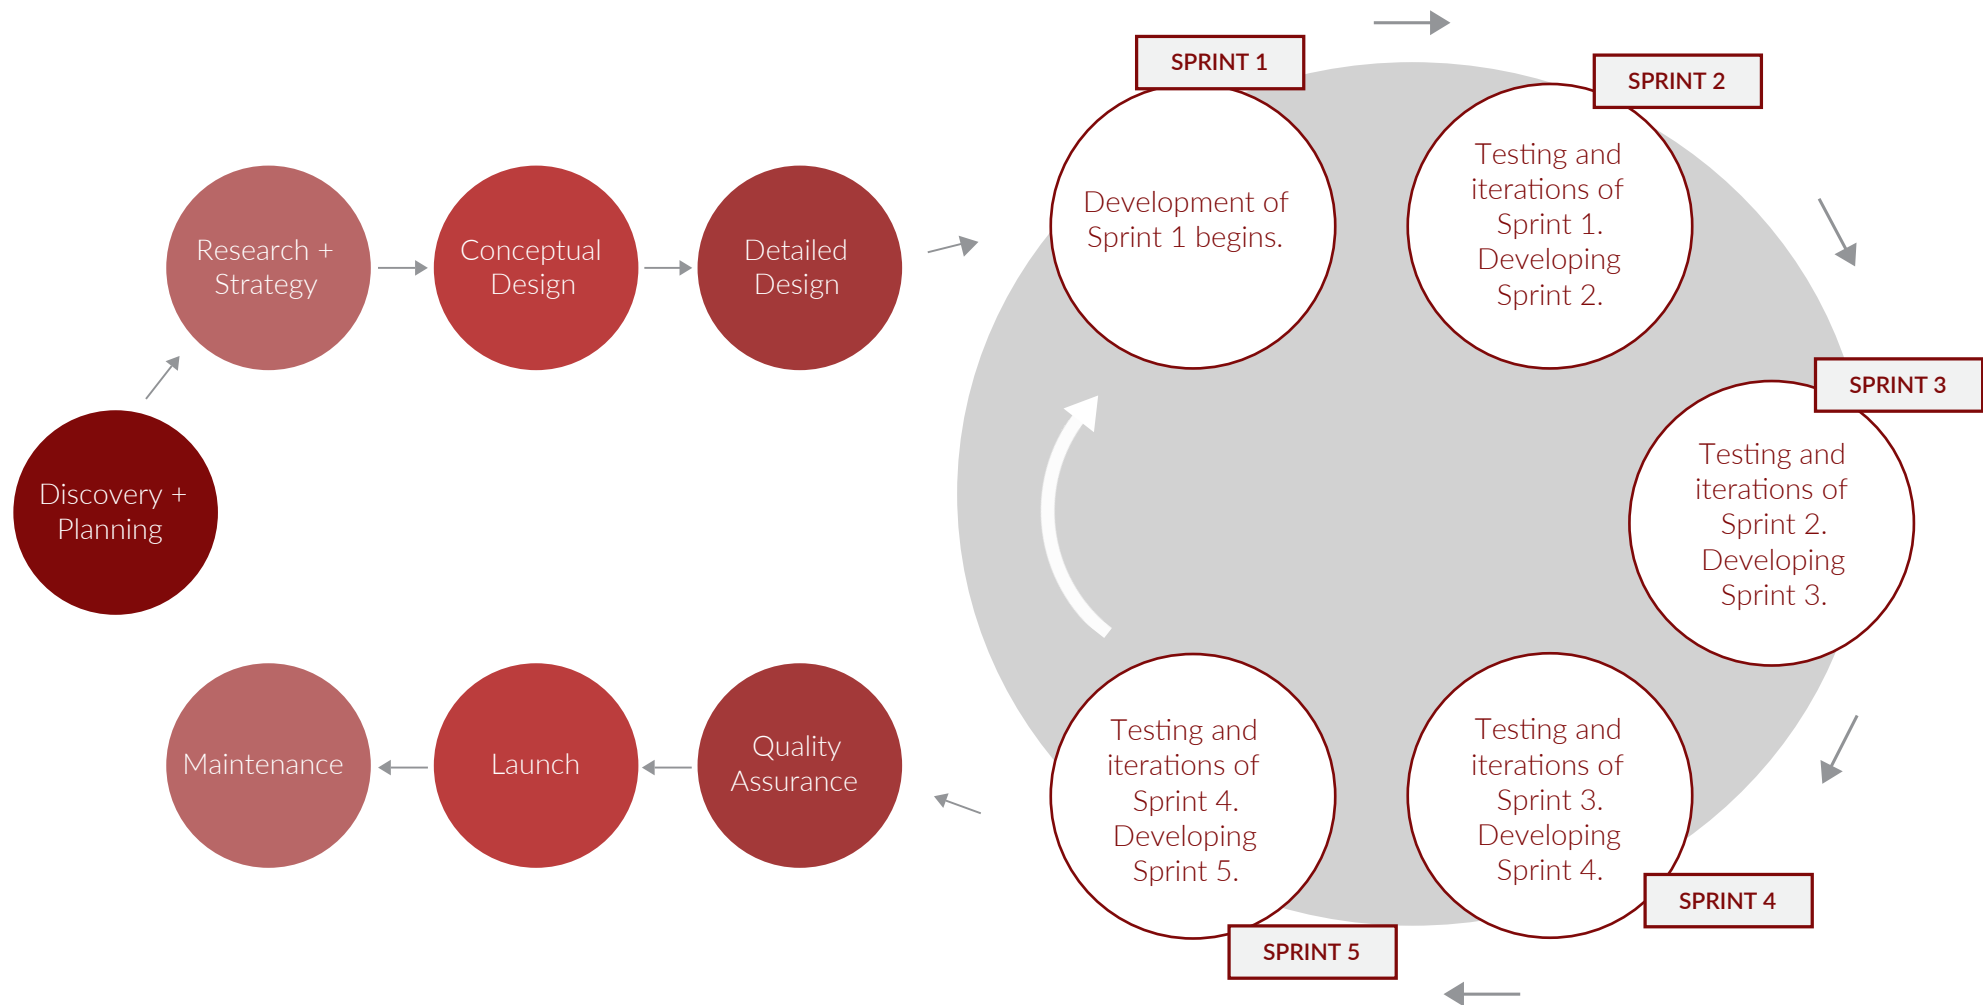 Discovery +
Planning
Research +
Strategy
Conceptual
Design
Detailed
Design
SPRINT 1
Development of
Sprint 1 begins.
SPRINT 2
Testing and
iterations of
Sprint 1.
Developing
Sprint 2.
SPRINT 3
Testing and
iterations of
Sprint 2.
Developing
Sprint 3.
Testing and
iterations of
Sprint 3.
Developing
Sprint 4.
SPRINT 4
Testing and
iterations of
Sprint 4.
Developing
Sprint 5.
SPRINT 5
Quality
Assurance
Launch
Maintenance